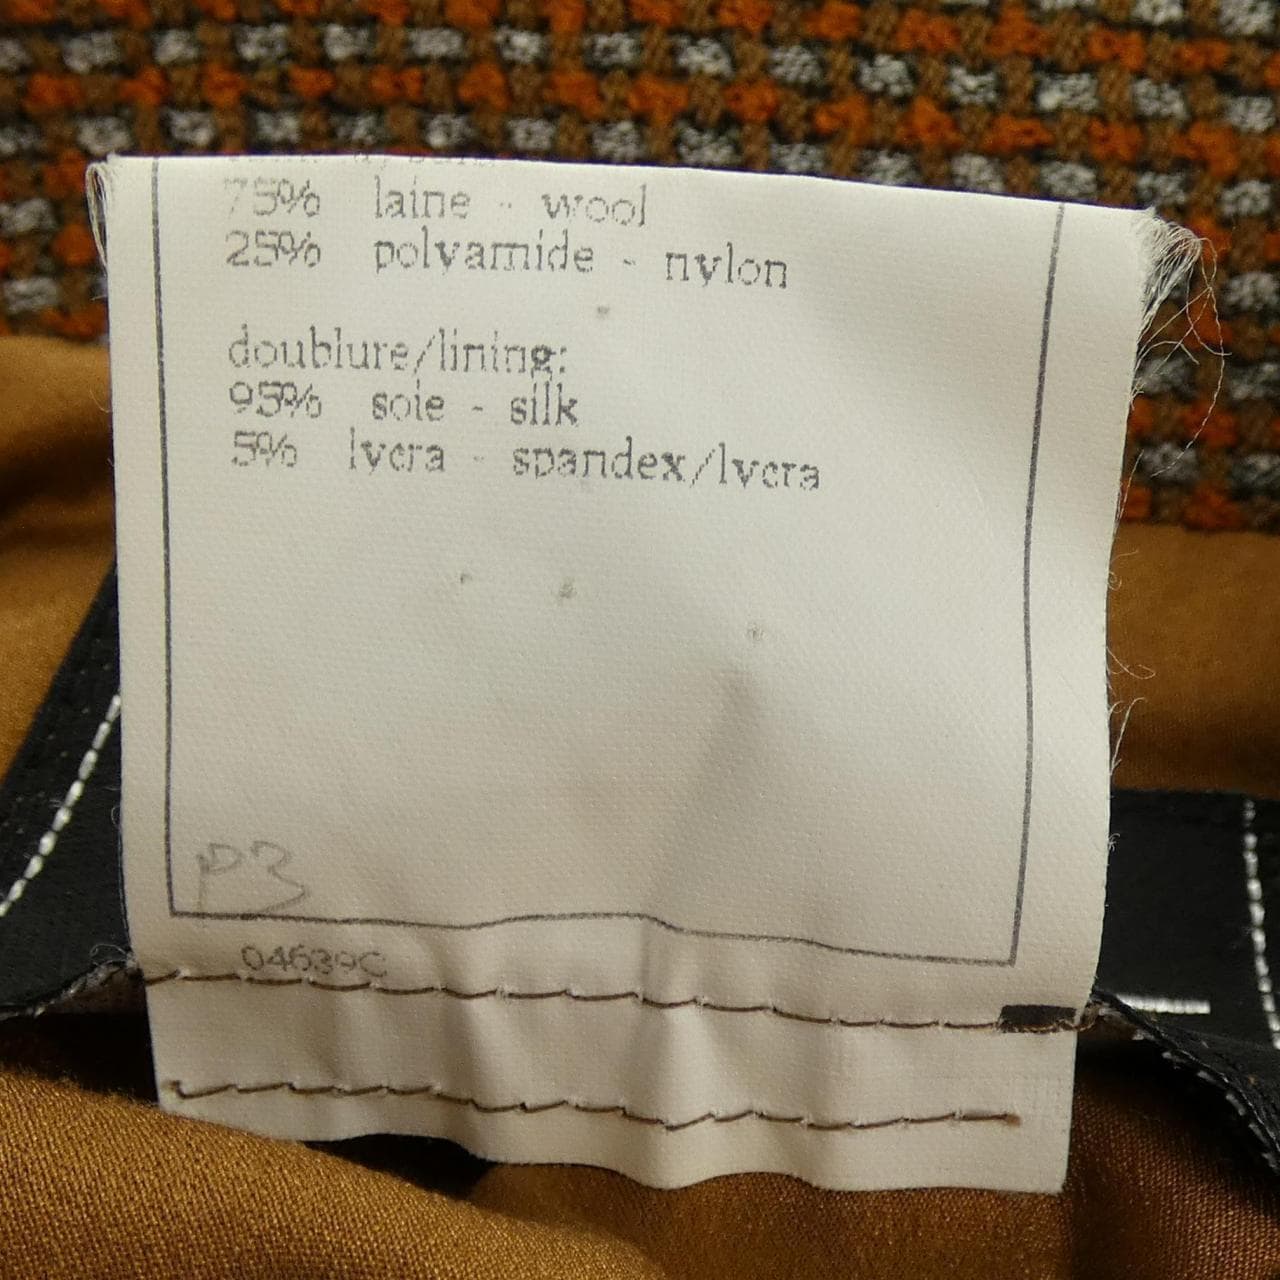 75% laine - wool
25% polyamide - nylon
doublure/lining:
95% soie - silk
5% lycra - spandex/lycra
P3
04639C